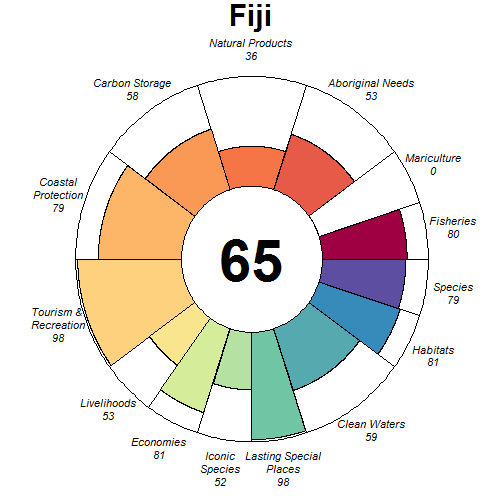 Fiji
Natural Products
36
Carbon Storage
58
Aboriginal Needs
53
Mariculture
0
Coastal
Protection
79
Fisheries
80
65
Species
79
Tourism &
Recreation
98
Habitats
81
Livelihoods
53
Clean Waters
59
Economies
81
Iconic
Species
52
Lasting Special
Places
98